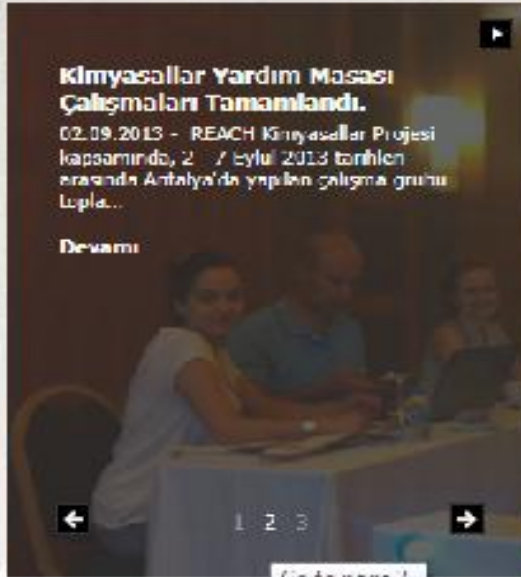 Kimyasallar Yardım Masası
Çalışmaları Tamamlandı.
02.09.2013 - REACH Kimyasallar Projesi
kapsamında, 2 - 7 Eylül 2013 tarihleri
arasında Antalya'da yapılan çalışma grubu
topla...
Devamı
1 2 3